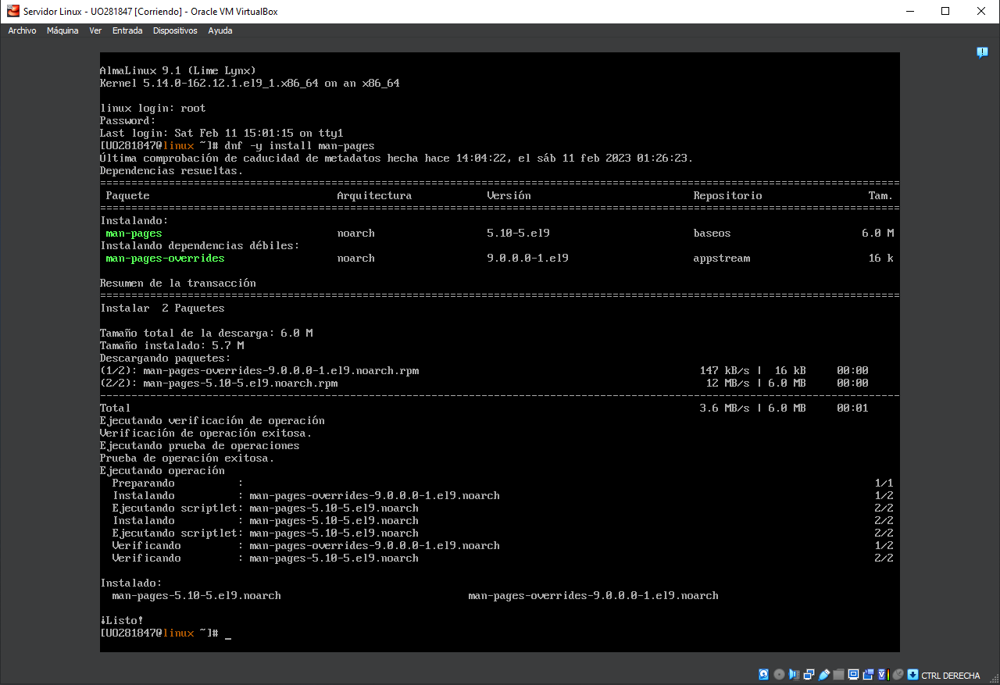 Servidor Linux - UO281847 [Corriendo] - Oracle VM VirtualBox
Archivo Máquina Ver Entrada Dispositivos Ayuda
AlmaLinux 9.1 (Lime Lynx)
Kernel 5.14.0-162.12.1.el9_1.x86_64 on an x86_64
linux login: root
Password:
Last login: Sat Feb 11 15:01:15 on tty1
[UO281847@linux ~]# dnf -y install man-pages
Última comprobación de caducidad de metadatos hecha hace 14:04:22, el sáb 11 feb 2023 01:26:23.
Dependencias resueltas.
================================================================================================================================
Paquete Arquitectura Versión Repositorio Tam.
================================================================================================================================
Instalando:
man-pages noarch 5.10-5.el9 baseos 6.0 M
Instalando dependencias débiles:
man-pages-overrides noarch 9.0.0.0-1.el9 appstream 16 k
Resumen de la transacción
================================================================================================================================
Instalar  2 Paquetes
Tamaño total de la descarga: 6.0 M
Tamaño instalado: 5.7 M
Descargando paquetes:
(1/2): man-pages-overrides-9.0.0.0-1.el9.noarch.rpm 147 kB/s |  16 kB 00:00
(2/2): man-pages-5.10-5.el9.noarch.rpm 12 MB/s | 6.0 MB 00:00
--------------------------------------------------------------------------------------------------------------------------------
Total 3.6 MB/s | 6.0 MB 00:01
Ejecutando verificación de operación
Verificación de operación exitosa.
Ejecutando prueba de operaciones
Prueba de operación exitosa.
Ejecutando operación
Preparando : 1/1
Instalando : man-pages-overrides-9.0.0.0-1.el9.noarch 1/2
Ejecutando scriptlet: man-pages-5.10-5.el9.noarch 2/2
Instalando : man-pages-5.10-5.el9.noarch 2/2
Ejecutando scriptlet: man-pages-5.10-5.el9.noarch 2/2
Verificando : man-pages-overrides-9.0.0.0-1.el9.noarch 1/2
Verificando : man-pages-5.10-5.el9.noarch 2/2
Instalado:
man-pages-5.10-5.el9.noarch man-pages-overrides-9.0.0.0-1.el9.noarch
¡Listo!
[UO281847@linux ~]# _
CTRL DERECHA